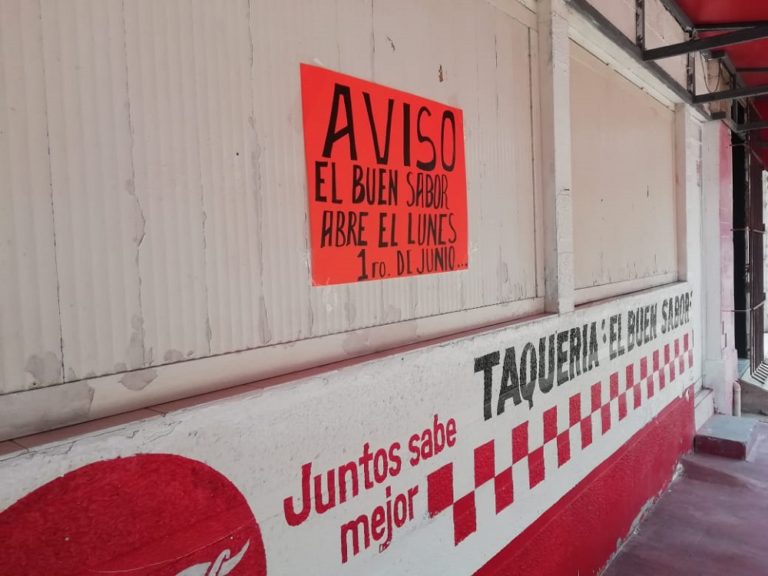 AVISO
EL BUEN SABOR
ABRE EL LUNES
1ro. DE JUNIO...
TAQUERIA: EL BUEN SABOR:
Juntos sabe
mejor